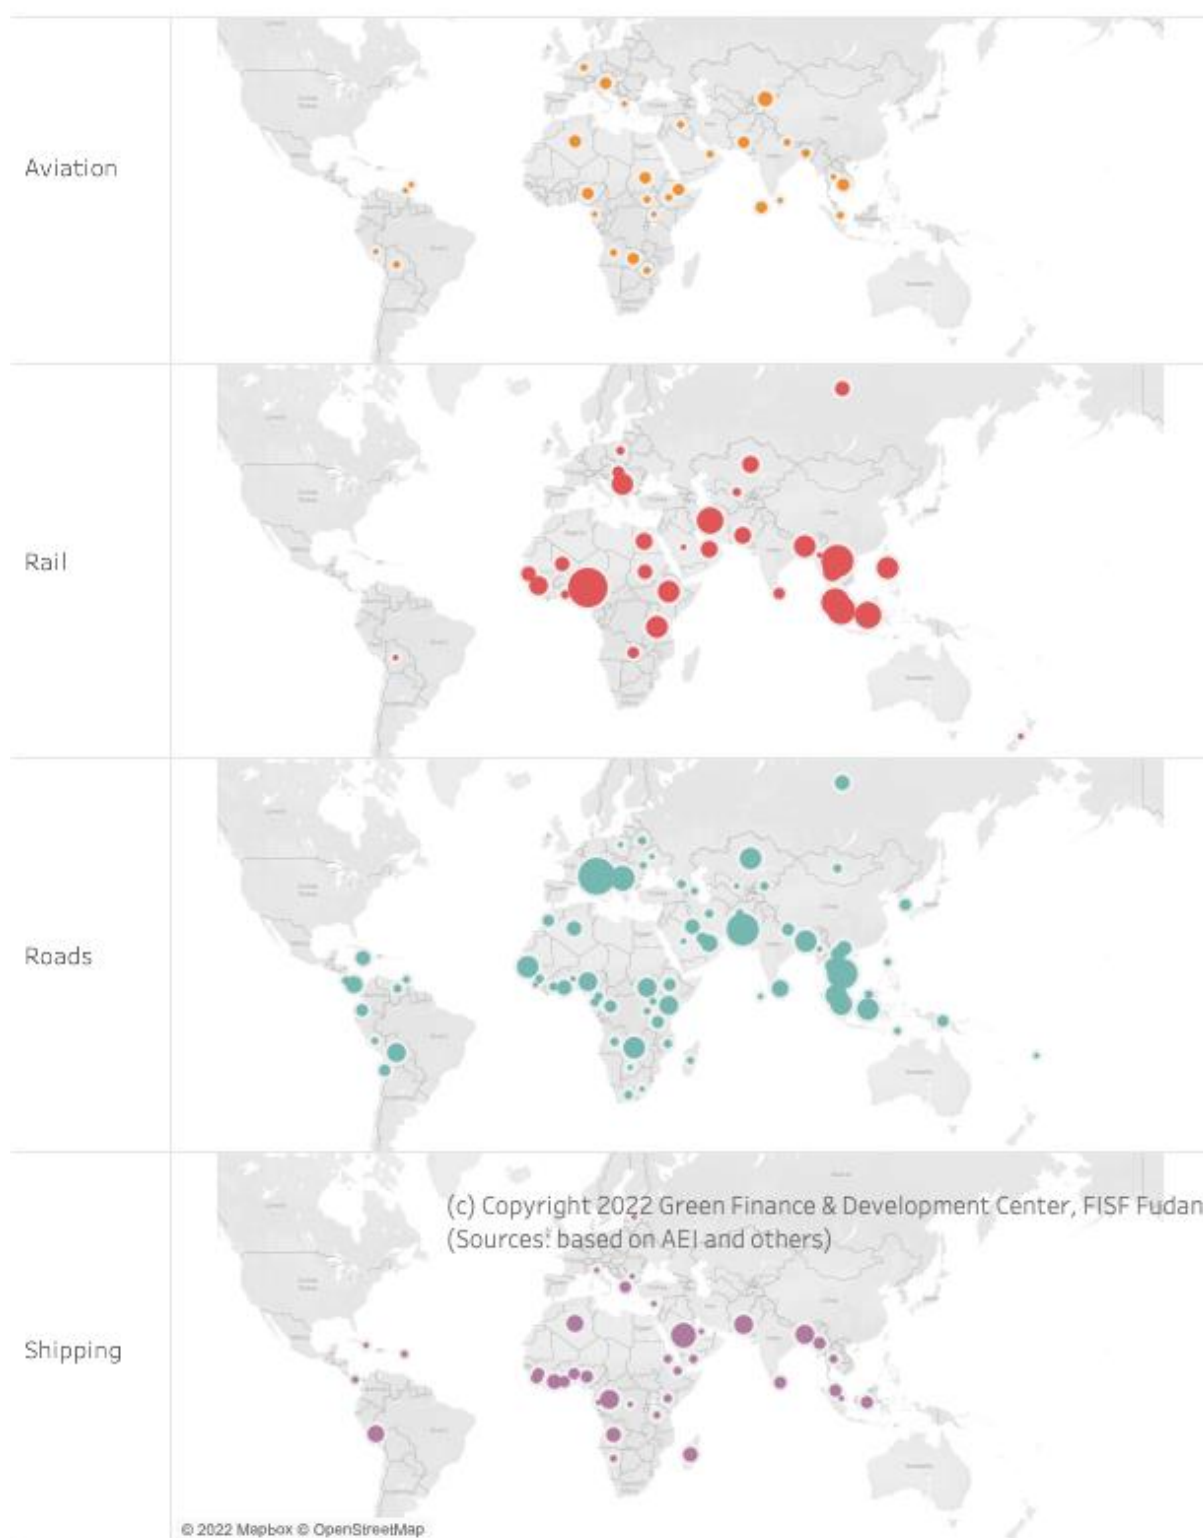 Aviation
Rail
Roads
(c) Copyright 2022 Green Finance & Development Center, FISF Fudan
(Sources: based on AEI and others)
Shipping
© 2022 Mapbox © OpenStreetMap